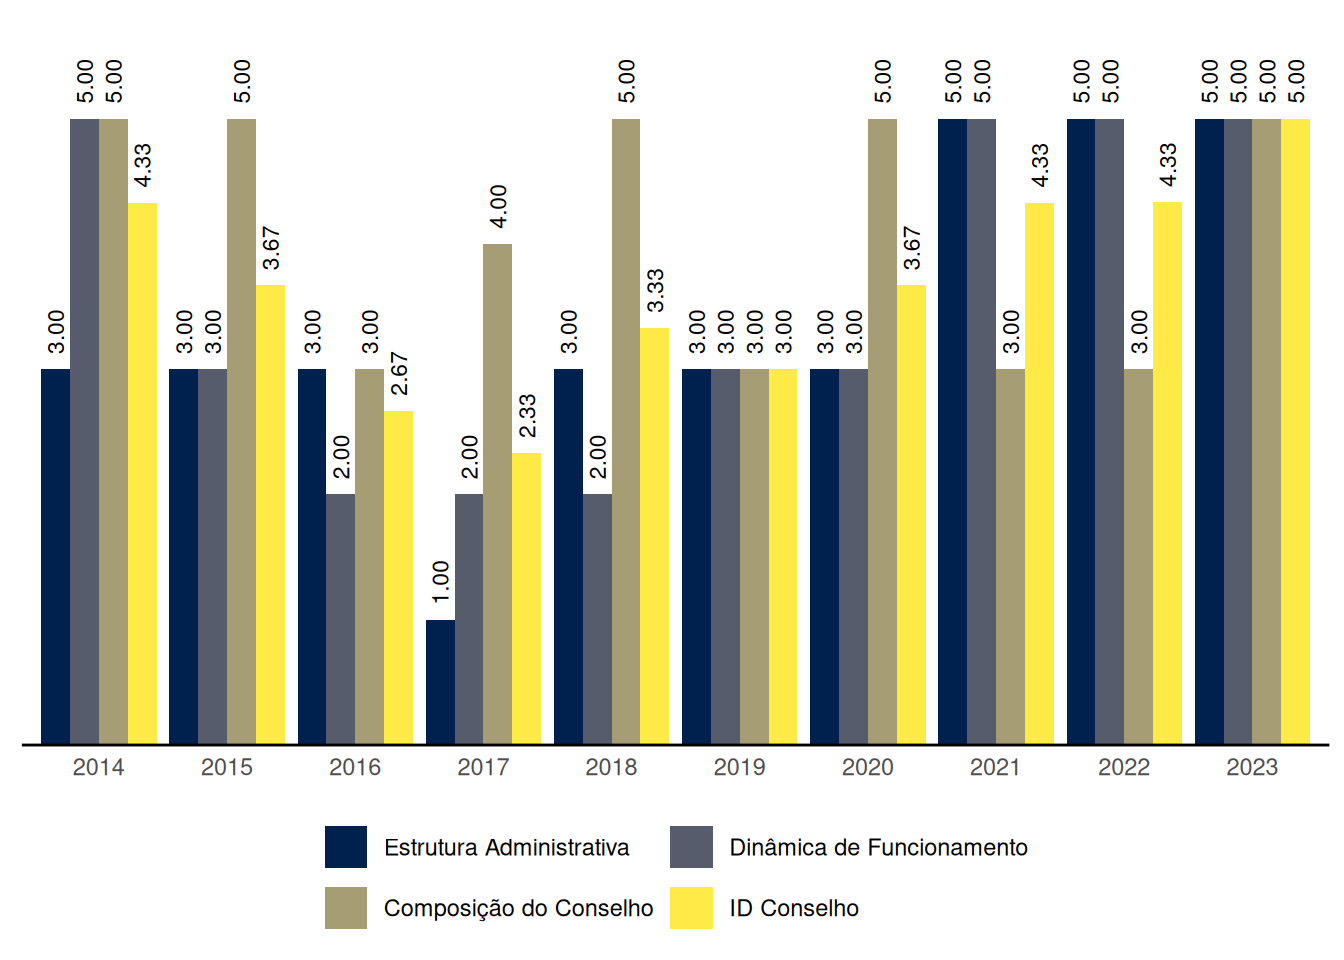 3.00 5.00 5.00 4.33 3.00 3.00 5.00 3.67 3.00 2.00 3.00 2.67 1.00 2.00 4.00 2.33 3.00 2.00 5.00 3.33 3.00 3.00 3.00 3.00 3.00 3.00 5.00 3.67 5.00 5.00 3.00 4.33 5.00 5.00 3.00 4.33 5.00 5.00 5.00 5.00
2014 2015 2016 2017 2018 2019 2020 2021 2022 2023
Estrutura Administrativa Dinâmica de Funcionamento
Composição do Conselho ID Conselho